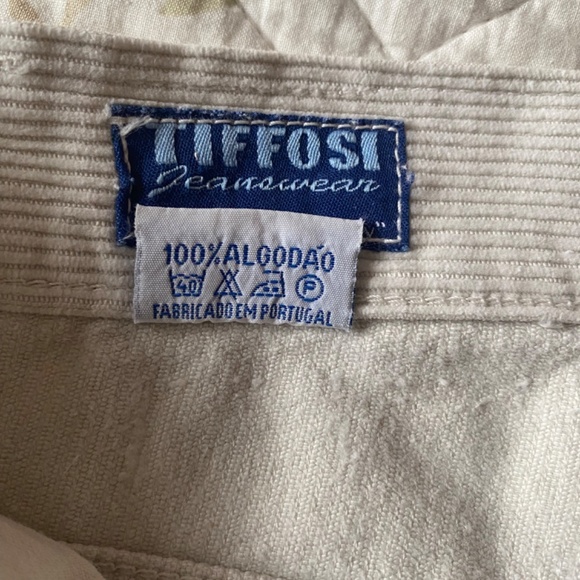 TIFFOSI
Jeanswear
100% ALGODÃO
40 P
FABRICADO EM PORTUGAL